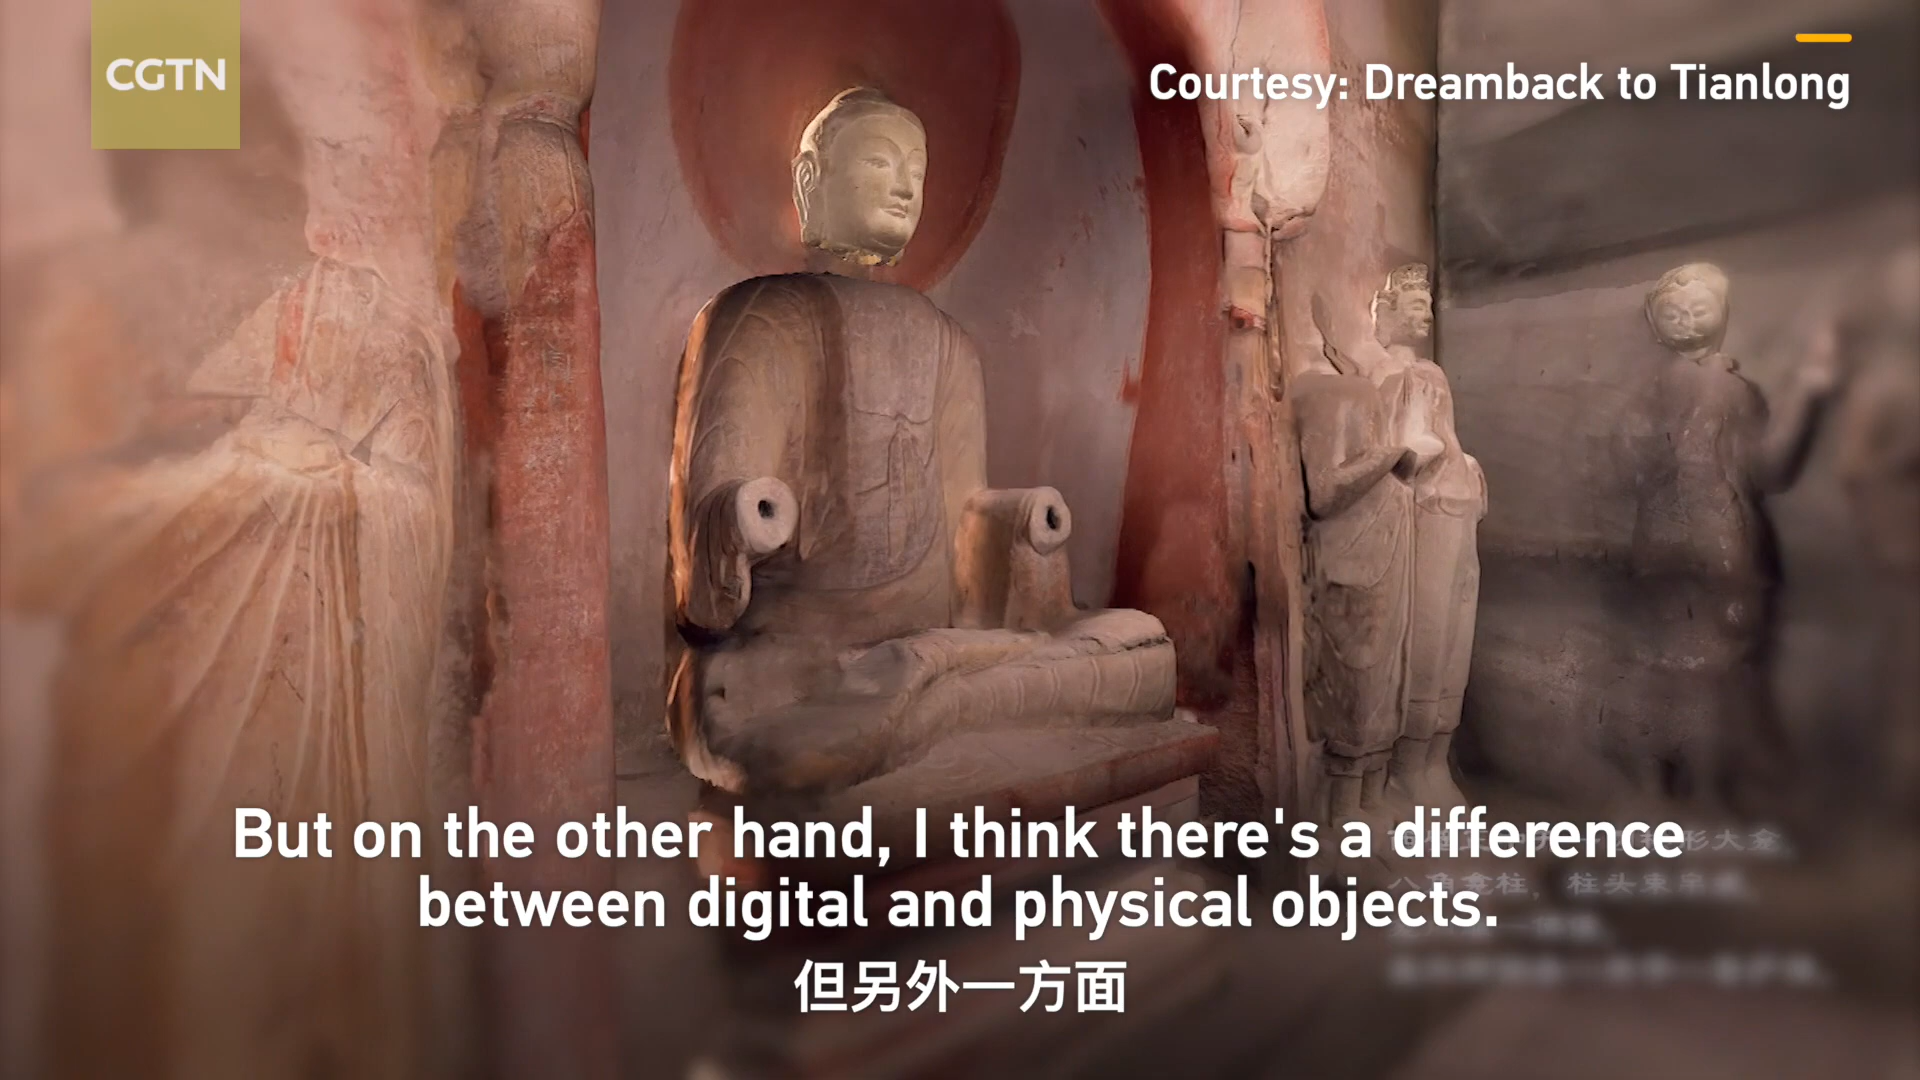 CGTN
Courtesy: Dreamback to Tianlong
But on the other hand, I think there's a difference
between digital and physical objects.
但另外一方面